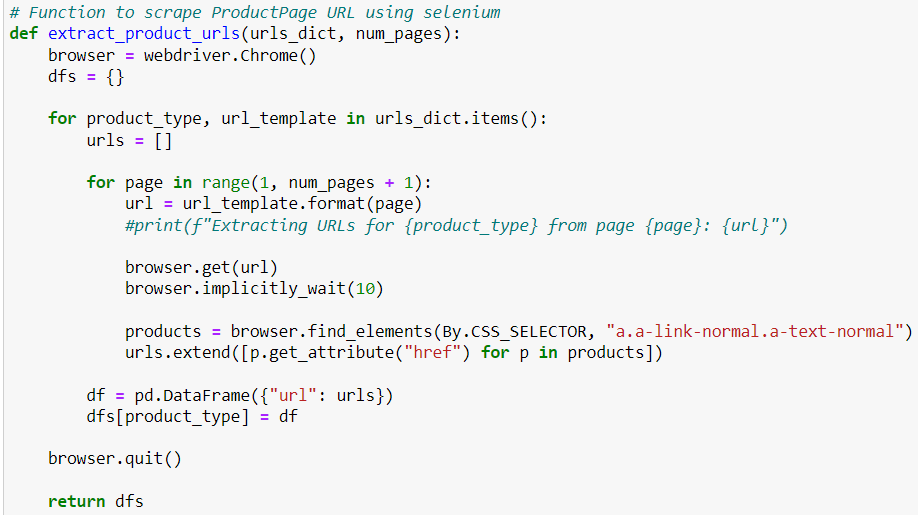 # Function to scrape ProductPage URL using selenium
def extract_product_urls(urls_dict, num_pages):
    browser = webdriver.Chrome()
    dfs = {}

    for product_type, url_template in urls_dict.items():
        urls = []

        for page in range(1, num_pages + 1):
            url = url_template.format(page)
            #print(f"Extracting URLs for {product_type} from page {page}: {url}")

            browser.get(url)
            browser.implicitly_wait(10)

            products = browser.find_elements(By.CSS_SELECTOR, "a.a-link-normal.a-text-normal")
            urls.extend([p.get_attribute("href") for p in products])

        df = pd.DataFrame({"url": urls})
        dfs[product_type] = df

    browser.quit()

    return dfs